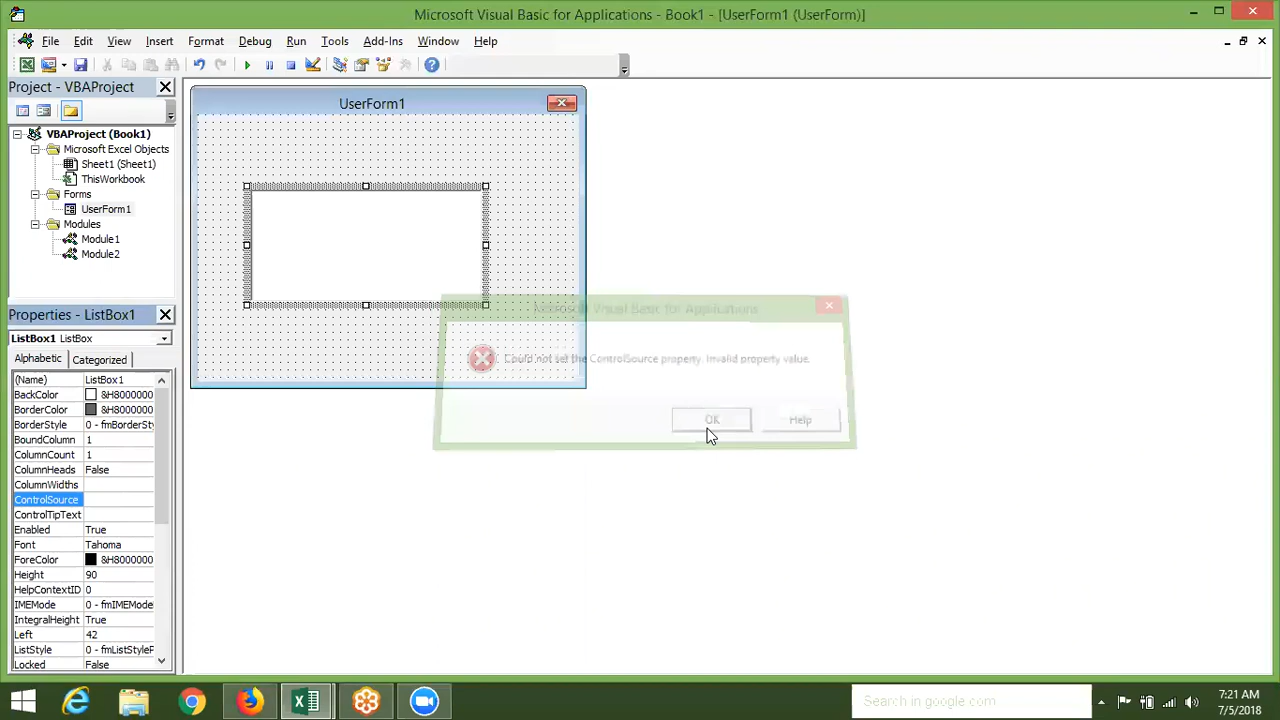 Microsoft Visual Basic for Applications - Book1 - [UserForm1 (UserForm)]
File Edit View Insert Format Debug Run Tools Add-Ins Window Help
Project - VBAProject
VBAProject (Book1)
Microsoft Excel Objects
Sheet1 (Sheet1)
ThisWorkbook
Forms
UserForm1
Modules
Module1
Module2
UserForm1
Microsoft Visual Basic for Applications
Could not set the ControlSource property. Invalid property value.
OK Help
Properties - ListBox1
ListBox1 ListBox
Alphabetic Categorized
(Name) ListBox1
BackColor &H8000000
BorderColor &H8000000
BorderStyle 0 - fmBorderSty
BoundColumn 1
ColumnCount 1
ColumnHeads False
ColumnWidths
ControlSource
ControlTipText
Enabled True
Font Tahoma
ForeColor &H8000000
Height 90
HelpContextID 0
IMEMode 0 - fmIMEMode
IntegralHeight True
Left 42
ListStyle 0 - fmListStyleP
Locked False
Search in google com
7:21 AM
7/5/2018